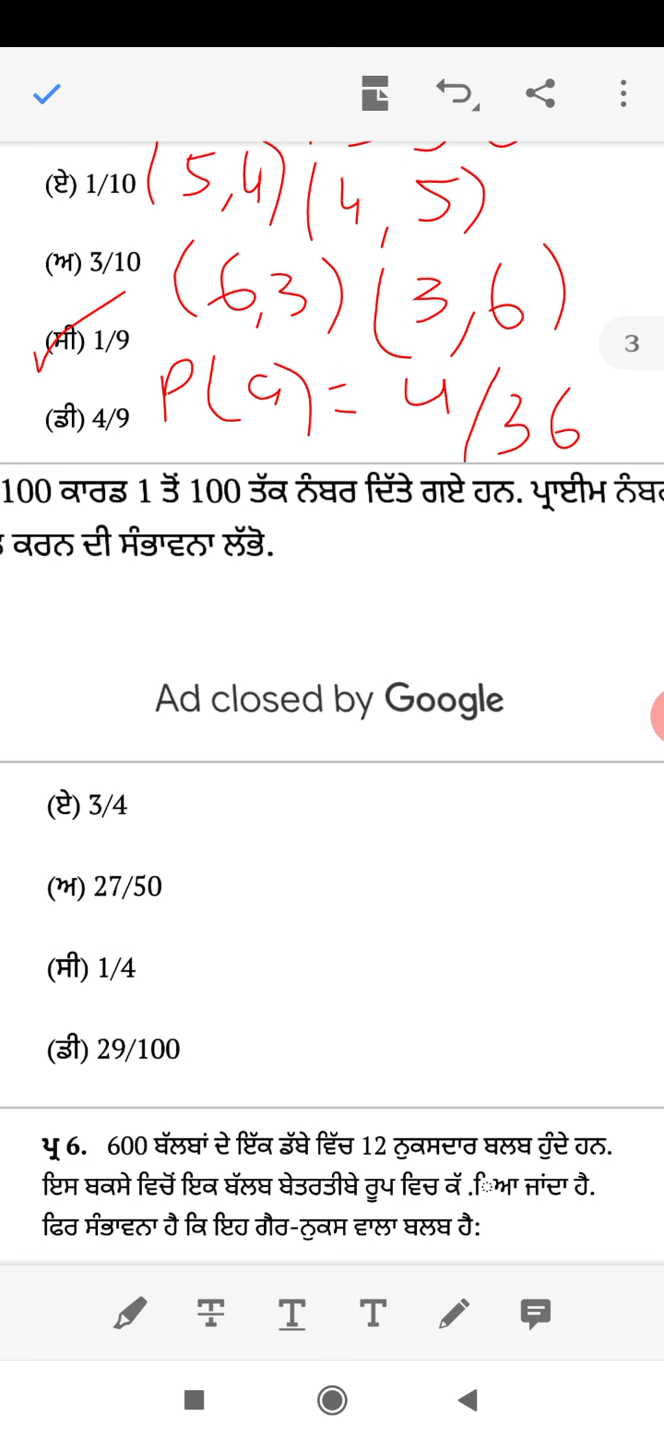 (ਏ) 1/10 (5,4) (4,5)
(ਅ) 3/10 (6,3) (3,6)
(ਸੀ) 1/9
3
(ਡੀ) 4/9 P(9) = 4/36
100 ਕਾਰਡ 1 ਤੋਂ 100 ਤੱਕ ਨੰਬਰ ਦਿੱਤੇ ਗਏ ਹਨ. ਪ੍ਰਾਈਮ ਨੰਬਰ
ਕਰਨ ਦੀ ਸੰਭਾਵਨਾ ਲੱਭੋ.
Ad closed by Google
(ਏ) 3/4
(ਅ) 27/50
(ਸੀ) 1/4
(ਡੀ) 29/100
ਪ੍ਰ 6. 600 ਬੱਲਬਾਂ ਦੇ ਇੱਕ ਡੱਬੇ ਵਿੱਚ 12 ਨੁਕਸਦਾਰ ਬਲਬ ਹੁੰਦੇ ਹਨ.
ਇਸ ਬਕਸੇ ਵਿਚੋਂ ਇਕ ਬੱਲਬ ਬੇਤਰਤੀਬੇ ਰੂਪ ਵਿਚ ਕੱ .ਿਆ ਜਾਂਦਾ ਹੈ.
ਫਿਰ ਸੰਭਾਵਨਾ ਹੈ ਕਿ ਇਹ ਗੈਰ-ਨੁਕਸ ਵਾਲਾ ਬਲਬ ਹੈ: